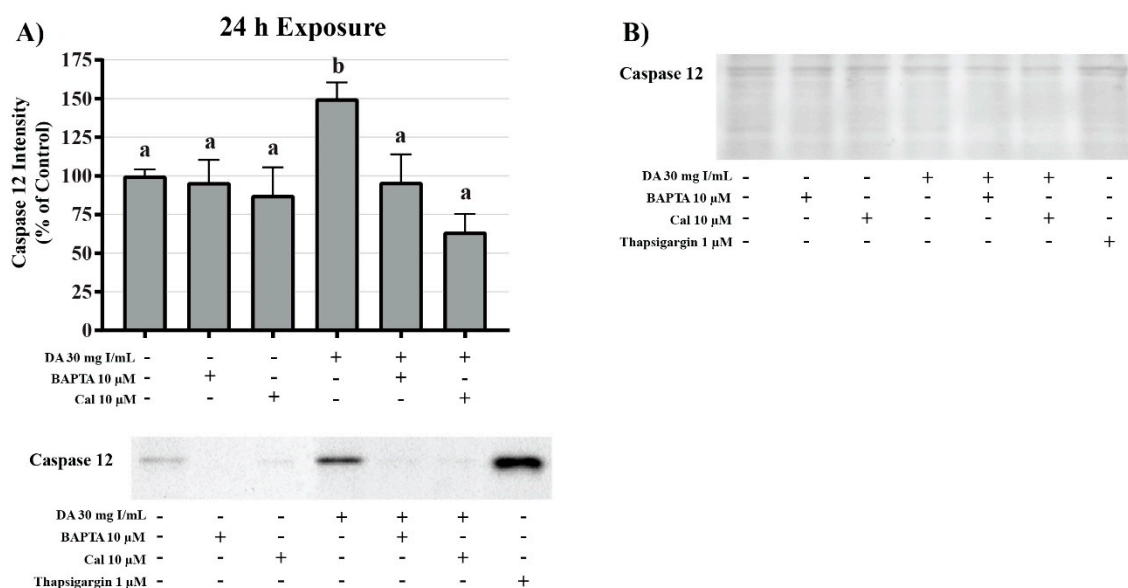 A)
24 h Exposure
Caspase 12 Intensity
(% of Control)
175
150
125
100
75
50
25
0
a a a b a a
DA 30 mg I/mL - - - + + +
BAPTA 10 µM - + - - + -
Cal 10 µM - - + - - +
Caspase 12
DA 30 mg I/mL - - - + + + -
BAPTA 10 µM - + - - + - -
Cal 10 µM - - + - - + -
Thapsigargin 1 µM - - - - - - +
B)
Caspase 12
DA 30 mg I/mL - - - + + + -
BAPTA 10 µM - + - - + - -
Cal 10 µM - - + - - + -
Thapsigargin 1 µM - - - - - - +